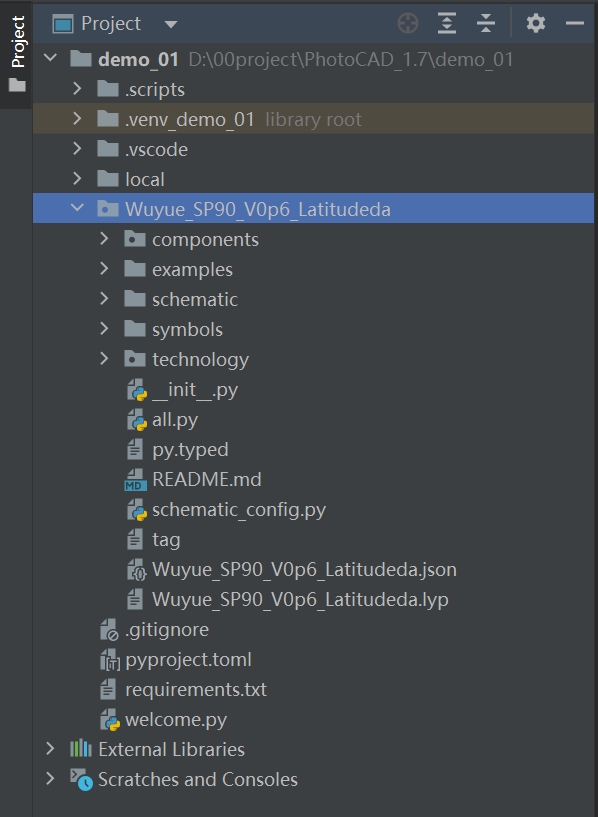 Project
Project
demo_01 D:\00project\PhotoCAD_1.7\demo_01
.scripts
.venv_demo_01 library root
.vscode
local
Wuyue_SP90_V0p6_Latitudeda
components
examples
schematic
symbols
technology
__init__.py
all.py
py.typed
MD README.md
schematic_config.py
tag
Wuyue_SP90_V0p6_Latitudeda.json
Wuyue_SP90_V0p6_Latitudeda.lyp
.gitignore
pyproject.toml
requirements.txt
welcome.py
External Libraries
Scratches and Consoles